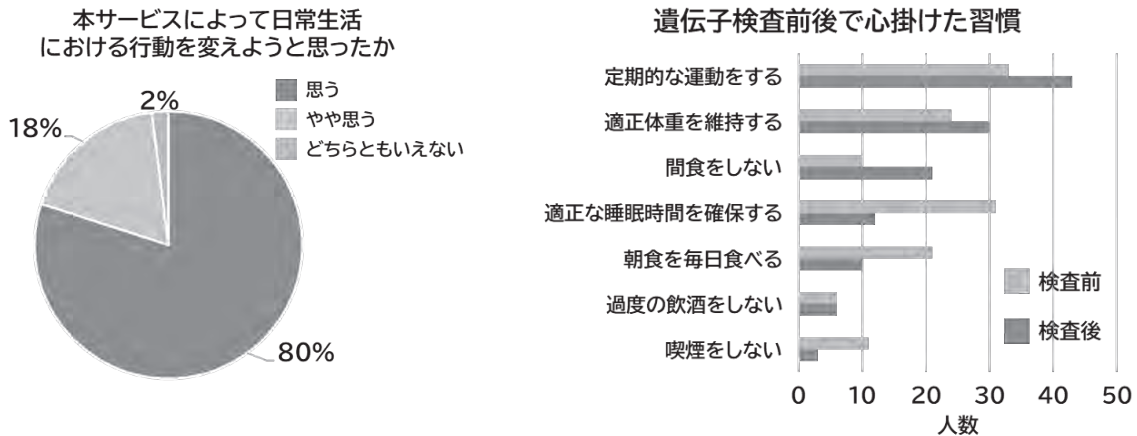 本サービスによって日常生活
における行動を変えようと思ったか
思う
やや思う
どちらともいえない
2%
18%
80%
遺伝子検査前後で心掛けた習慣
定期的な運動をする
適正体重を維持する
間食をしない
適正な睡眠時間を確保する
朝食を毎日食べる
過度の飲酒をしない
喫煙をしない
検査前
検査後
0 10 20 30 40 50
人数